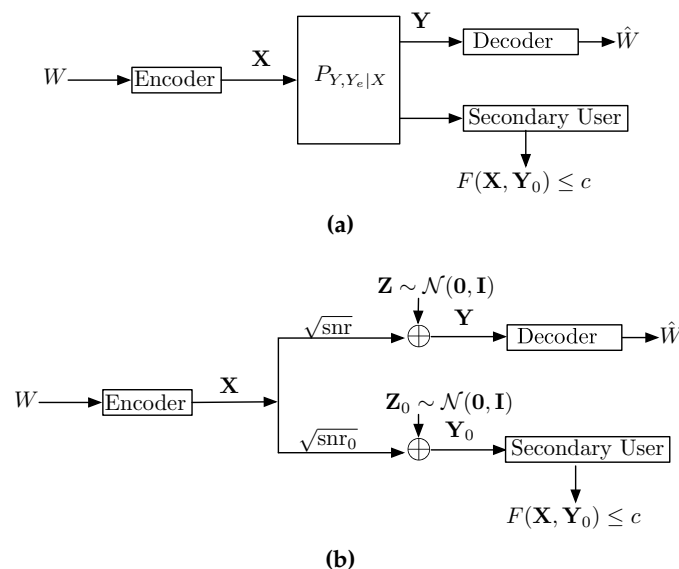 Y
Decoder
Ŵ
W
Encoder
X
P_{Y,Y_e|X}
Secondary User
F(X, Y_0) ≤ c
(a)
Z ∼ N(0, I)
√snr
Y
Decoder
Ŵ
W
Encoder
X
Z_0 ∼ N(0, I)
√snr_0
Y_0
Secondary User
F(X, Y_0) ≤ c
(b)